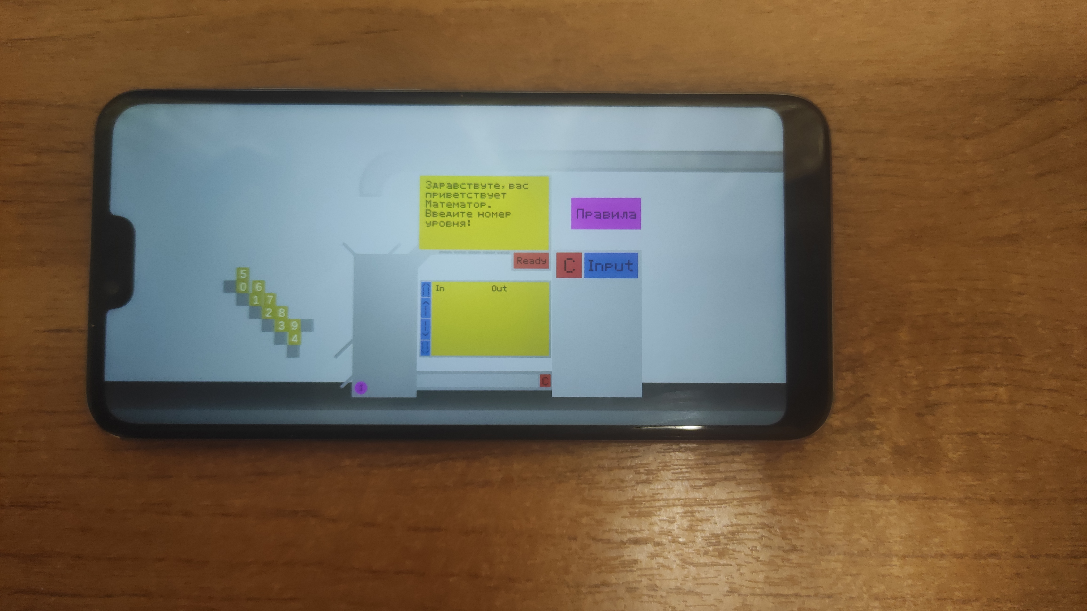 Здравствуте, вас
приветствует
Математор.
Введите номер
уровня!
Правила
Ready
C Input
In Out
5
0 6
1 7
2 8
3 9
4
C